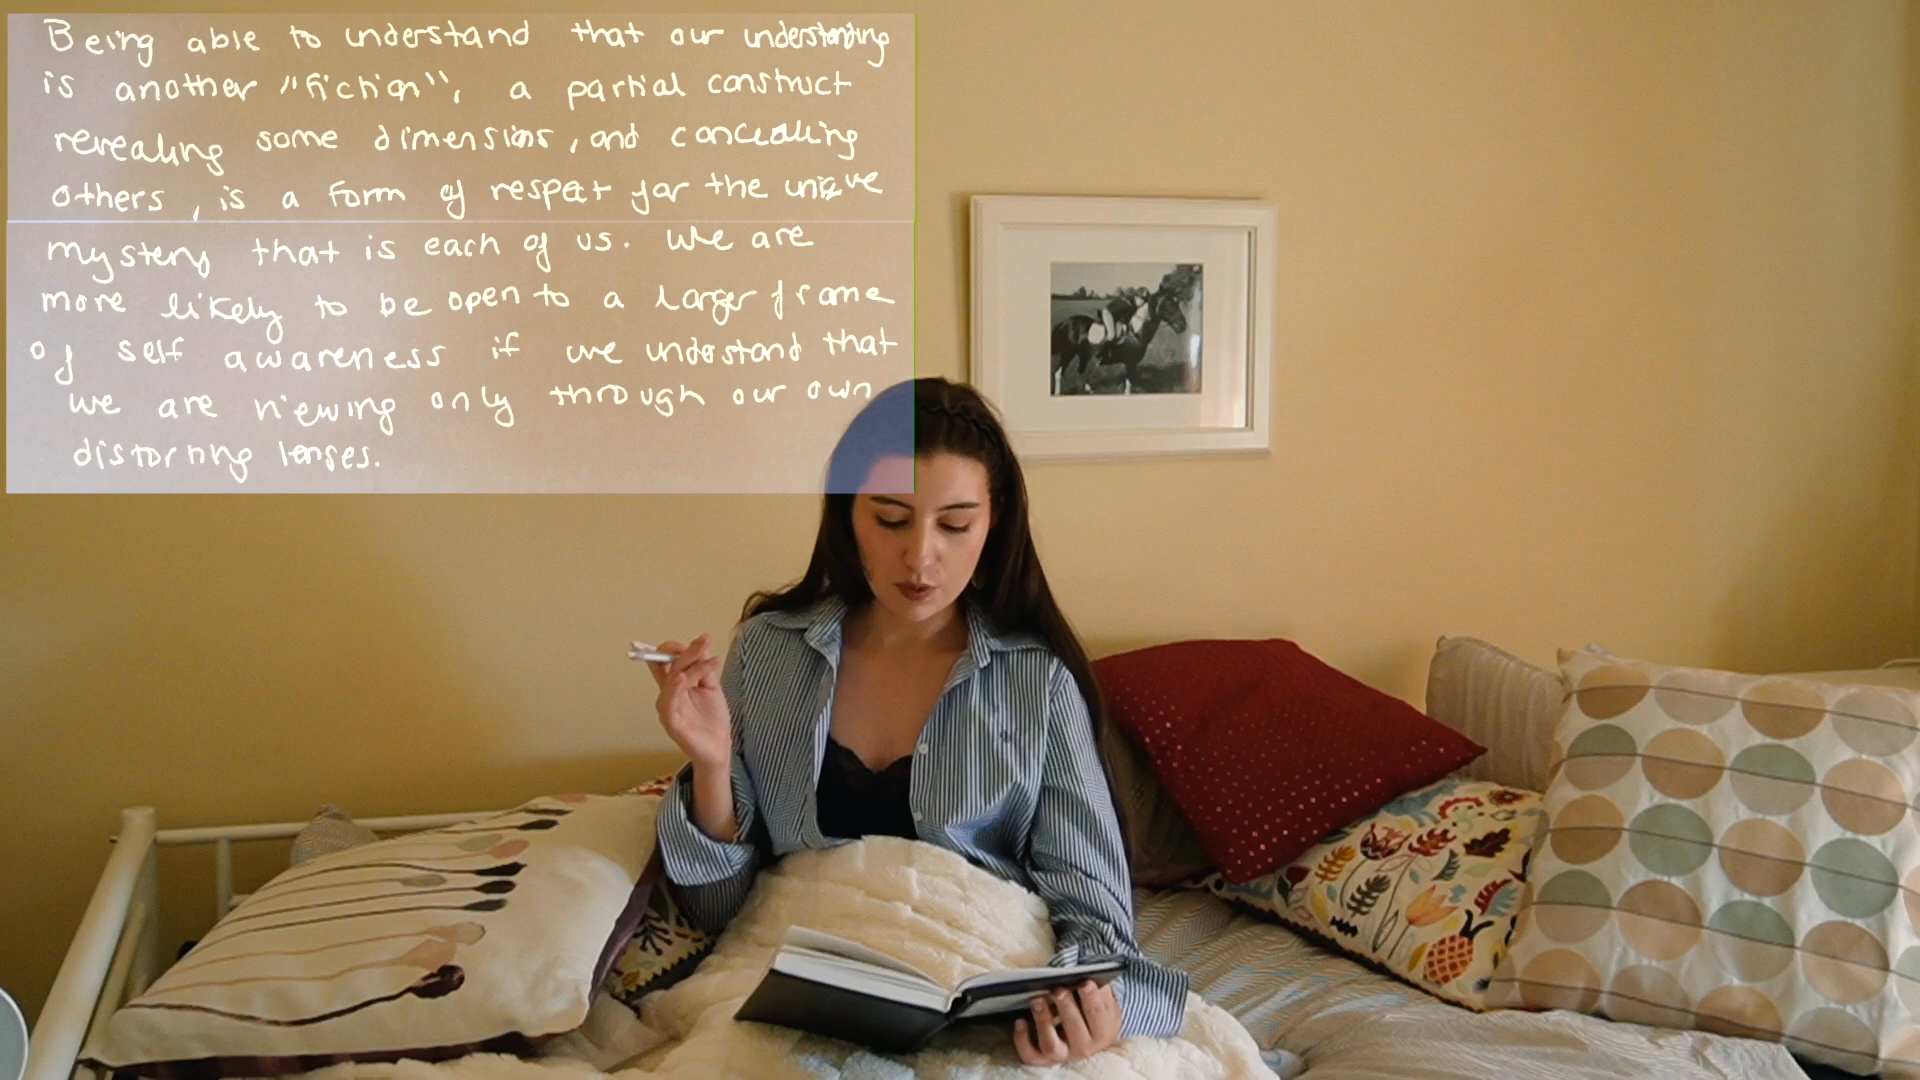 Being able to understand that our understanding
is another "fiction", a partial construct
revealing some dimensions, and concealing
others, is a form of respect for the unique
mystery that is each of us. We are
more likely to be open to a larger frame
of self awareness if we understand that
we are viewing only through our own
distorting lenses.